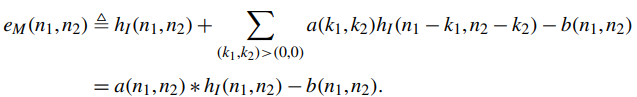 e_M(n_1,n_2) ≜ h_I(n_1,n_2) + ∑_{(k_1,k_2)>(0,0)} a(k_1,k_2)h_I(n_1 − k_1,n_2 − k_2) − b(n_1,n_2)
= a(n_1,n_2) ∗ h_I(n_1,n_2) − b(n_1,n_2).